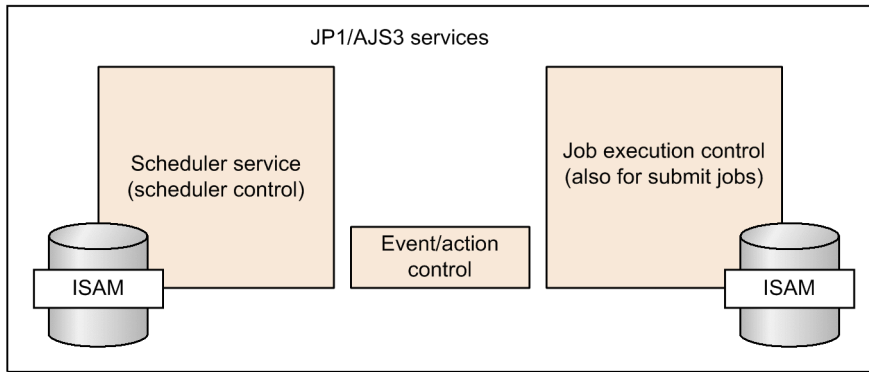 JP1/AJS3 services
Scheduler service
(scheduler control)
Job execution control
(also for submit jobs)
Event/action
control
ISAM
ISAM